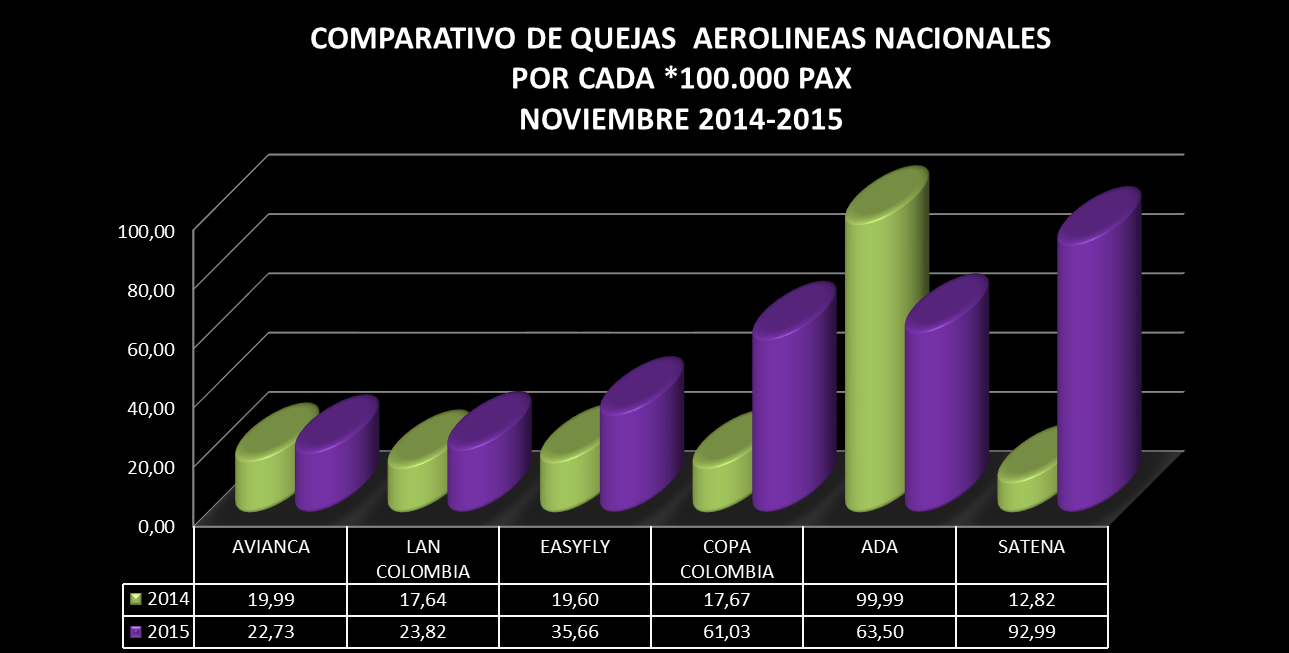 COMPARATIVO DE QUEJAS AEROLINEAS NACIONALES
POR CADA *100.000 PAX
NOVIEMBRE 2014-2015
100,00
80,00
60,00
40,00
20,00
0,00
AVIANCA
LAN COLOMBIA
EASYFLY
COPA COLOMBIA
ADA
SATENA
2014 19,99 17,64 19,60 17,67 99,99 12,82
2015 22,73 23,82 35,66 61,03 63,50 92,99